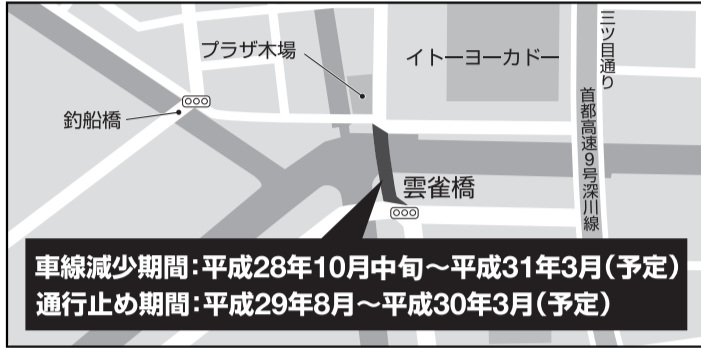 プラザ木場
イトーヨーカドー
三ツ目通り
釣船橋
首都高速9号深川線
雲雀橋
車線減少期間:平成28年10月中旬～平成31年3月(予定)
通行止め期間:平成29年8月～平成30年3月(予定)